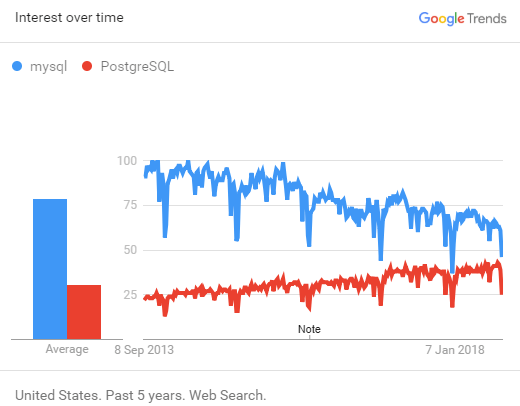 Interest over time
Google Trends
mysql PostgreSQL
100
75
50
25
Note
Average
8 Sep 2013
7 Jan 2018
United States. Past 5 years. Web Search.